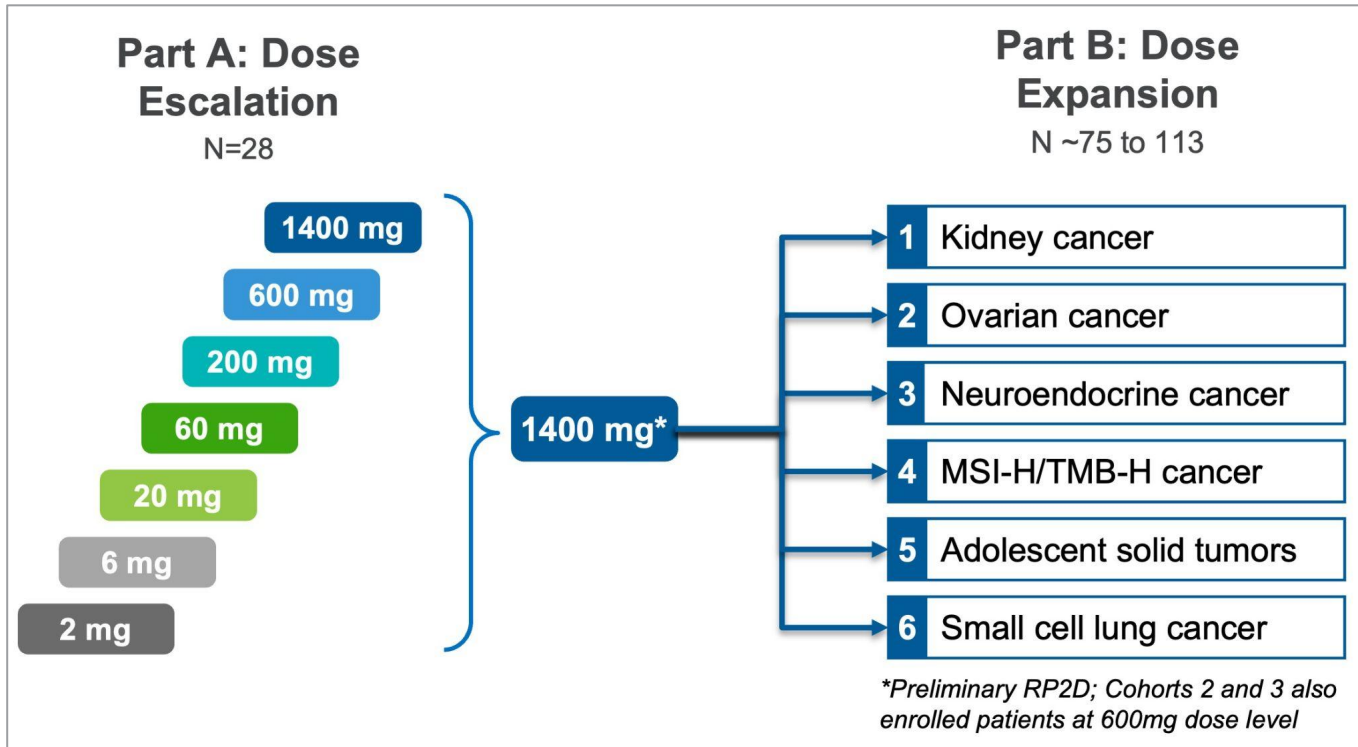 Part A: Dose
Escalation
N=28
1400 mg
600 mg
200 mg
60 mg
20 mg
6 mg
2 mg
1400 mg*
Part B: Dose
Expansion
N ~75 to 113
1 Kidney cancer
2 Ovarian cancer
3 Neuroendocrine cancer
4 MSI-H/TMB-H cancer
5 Adolescent solid tumors
6 Small cell lung cancer
*Preliminary RP2D; Cohorts 2 and 3 also
enrolled patients at 600mg dose level